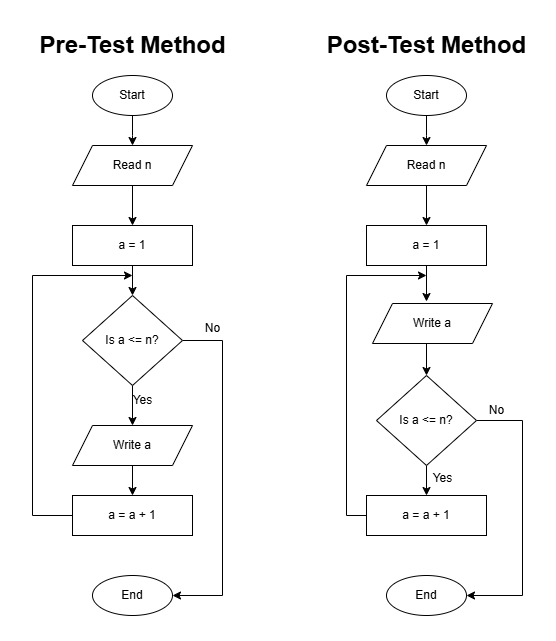 Pre-Test Method
Start
Read n
a = 1
Is a <= n?
No
Yes
Write a
a = a + 1
End
Post-Test Method
Start
Read n
a = 1
Write a
Is a <= n?
No
Yes
a = a + 1
End